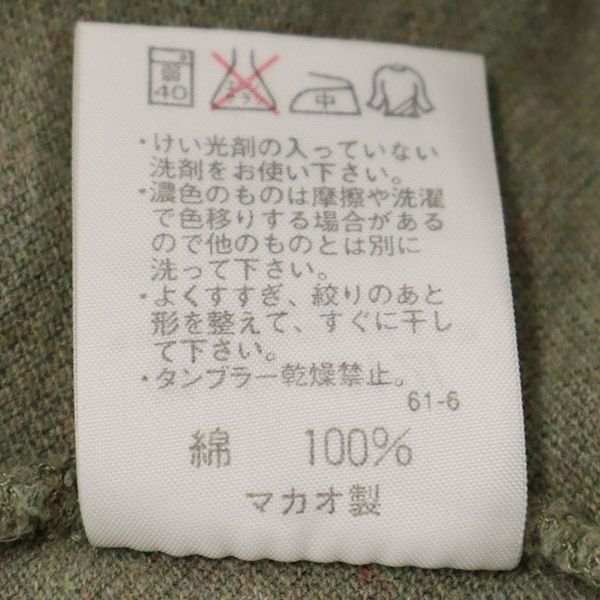 弱
40
エンソサラシ
中
・けい光剤の入っていない
洗剤をお使い下さい。
・濃色のものは摩擦や洗濯
で色移りする場合がある
ので他のものとは別に
洗って下さい。
・よくすすぎ、絞りのあと
形を整えて、すぐに干し
て下さい。
・タンブラー乾燥禁止。
61-6
綿 100%
マカオ製